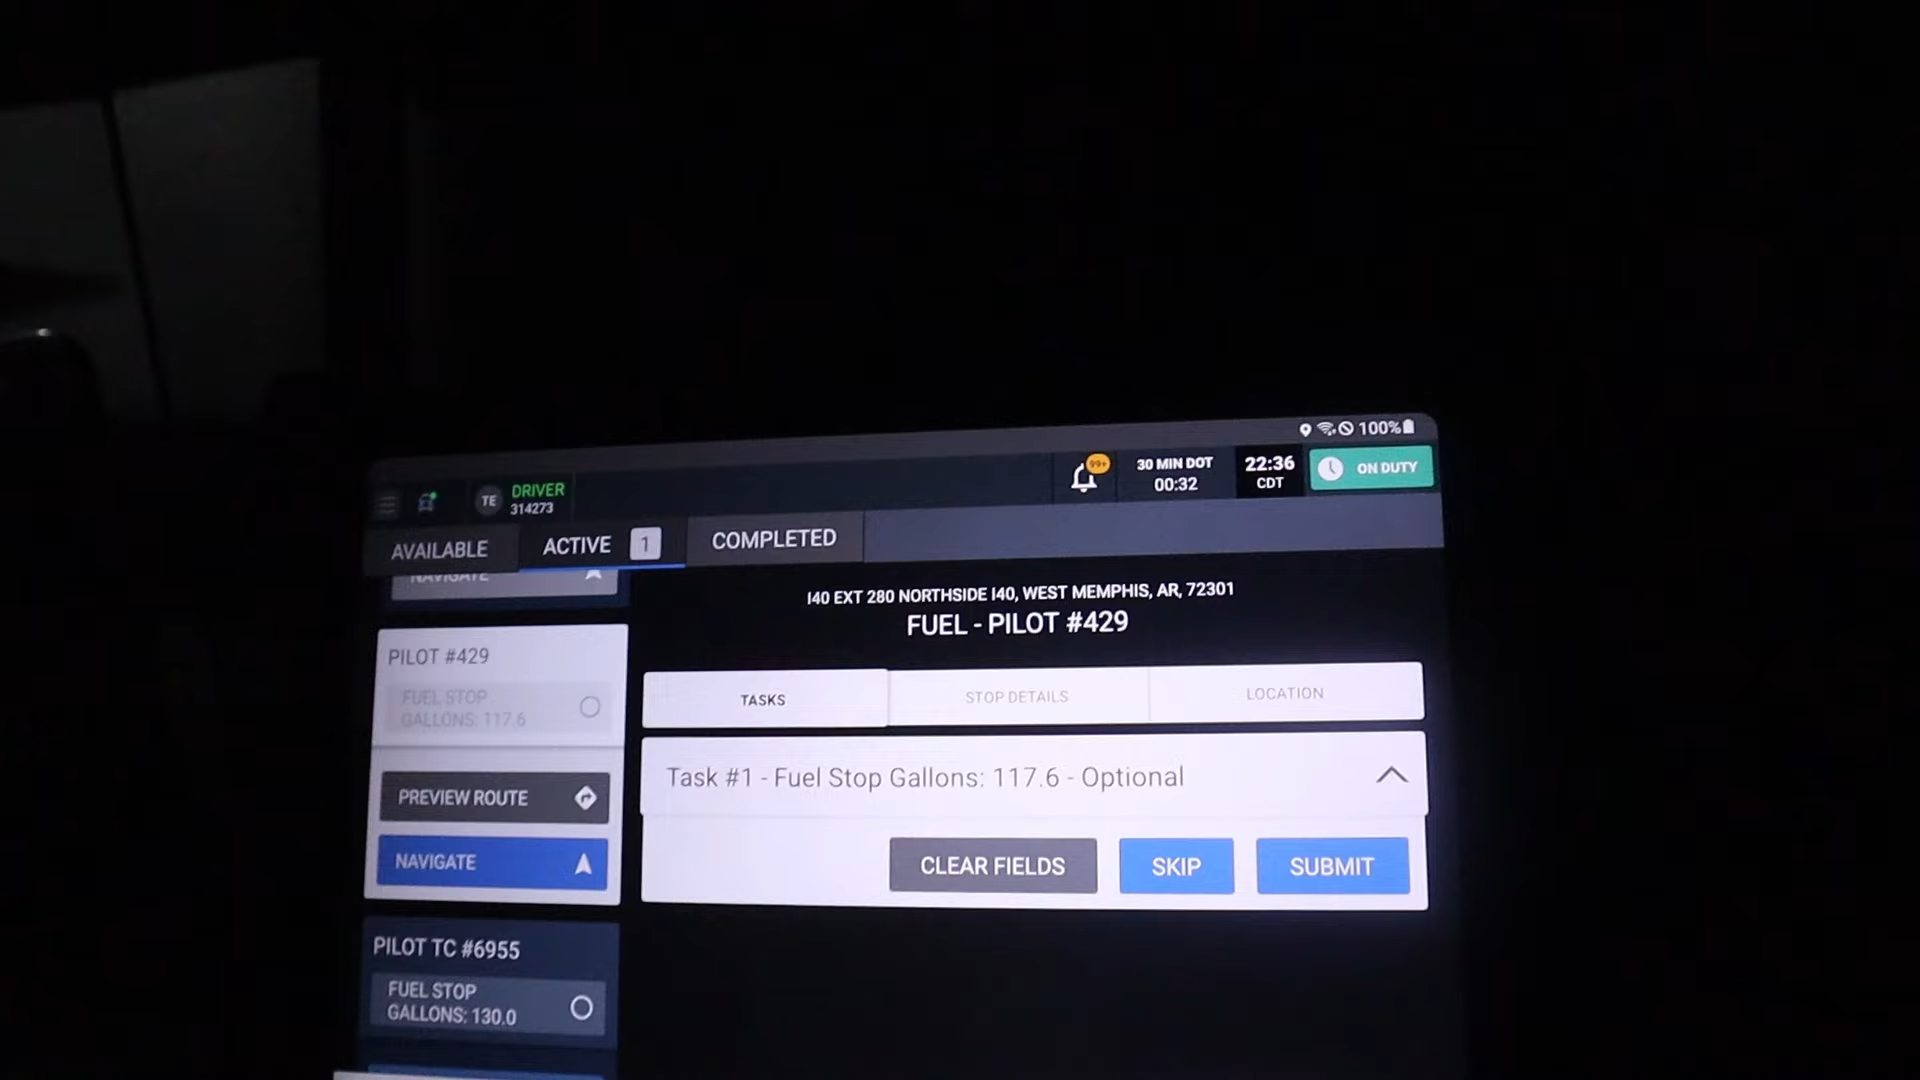 100%
TE
DRIVER
314273
99+
30 MIN DOT
00:32
22:36
CDT
ON DUTY
AVAILABLE
ACTIVE 1
COMPLETED
NAVIGATE
PILOT #429
FUEL STOP
GALLONS: 117.6
PREVIEW ROUTE
NAVIGATE
PILOT TC #6955
FUEL STOP
GALLONS: 130.0
I40 EXT 280 NORTHSIDE I40, WEST MEMPHIS, AR, 72301
FUEL - PILOT #429
TASKS
STOP DETAILS
LOCATION
Task #1 - Fuel Stop Gallons: 117.6 - Optional
CLEAR FIELDS
SKIP
SUBMIT